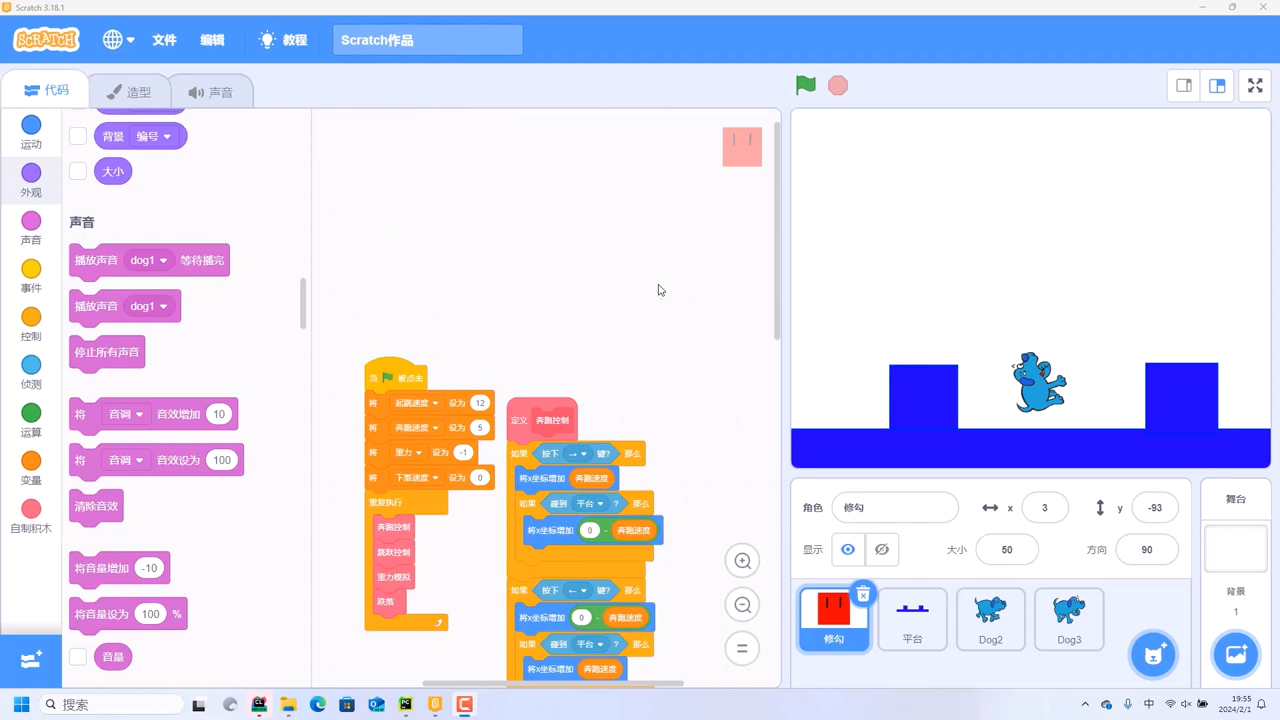 Scratch 3.18.1
SCRATCH
文件
编辑
教程
Scratch作品
代码
造型
声音
运动
外观
声音
事件
控制
侦测
运算
变量
自制积木
背景 编号
大小
声音
播放声音 dog1 等待播完
播放声音 dog1
停止所有声音
将 音调 音效增加 10
将 音调 音效设为 100
清除音效
将音量增加 -10
将音量设为 100 %
音量
当 被点击
将 起跳速度 设为 12
将 奔跑速度 设为 5
将 重力 设为 -1
将 下落速度 设为 0
重复执行
奔跑控制
跳跃控制
重力模拟
跌落
定义 奔跑控制
如果 按下 → 键? 那么
将x坐标增加 奔跑速度
如果 碰到 平台 ? 那么
将x坐标增加 0 - 奔跑速度
如果 按下 ← 键? 那么
将x坐标增加 0 - 奔跑速度
如果 碰到 平台 ? 那么
将x坐标增加 奔跑速度
角色 修勾 x 3 y -93
显示 大小 50 方向 90
修勾
平台
Dog2
Dog3
舞台
背景
1
搜索
中
19:55
2024/2/1